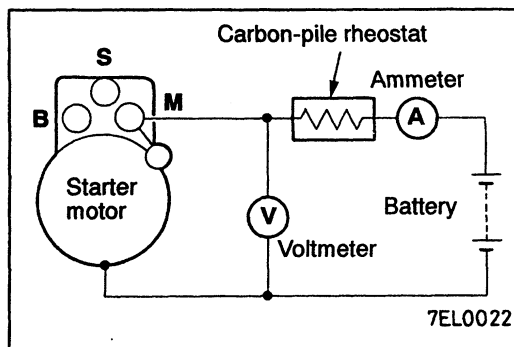 Carbon-pile rheostat
S
Ammeter
B
M
A
Starter
motor
V
Battery
Voltmeter
7EL0022